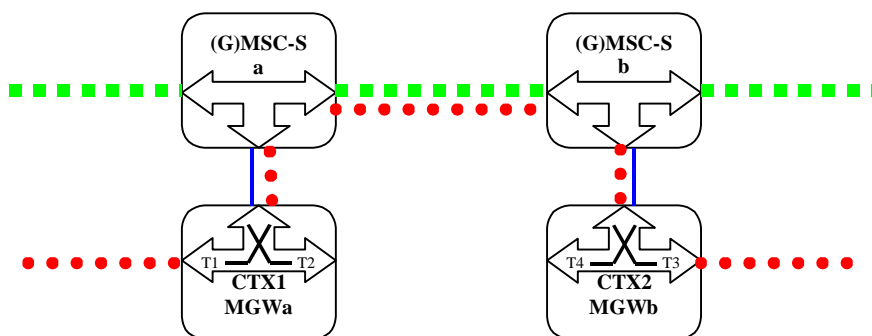 (G)MSC-S
a
(G)MSC-S
b
T1
T2
CTX1
MGWa
T4
T3
CTX2
MGWb